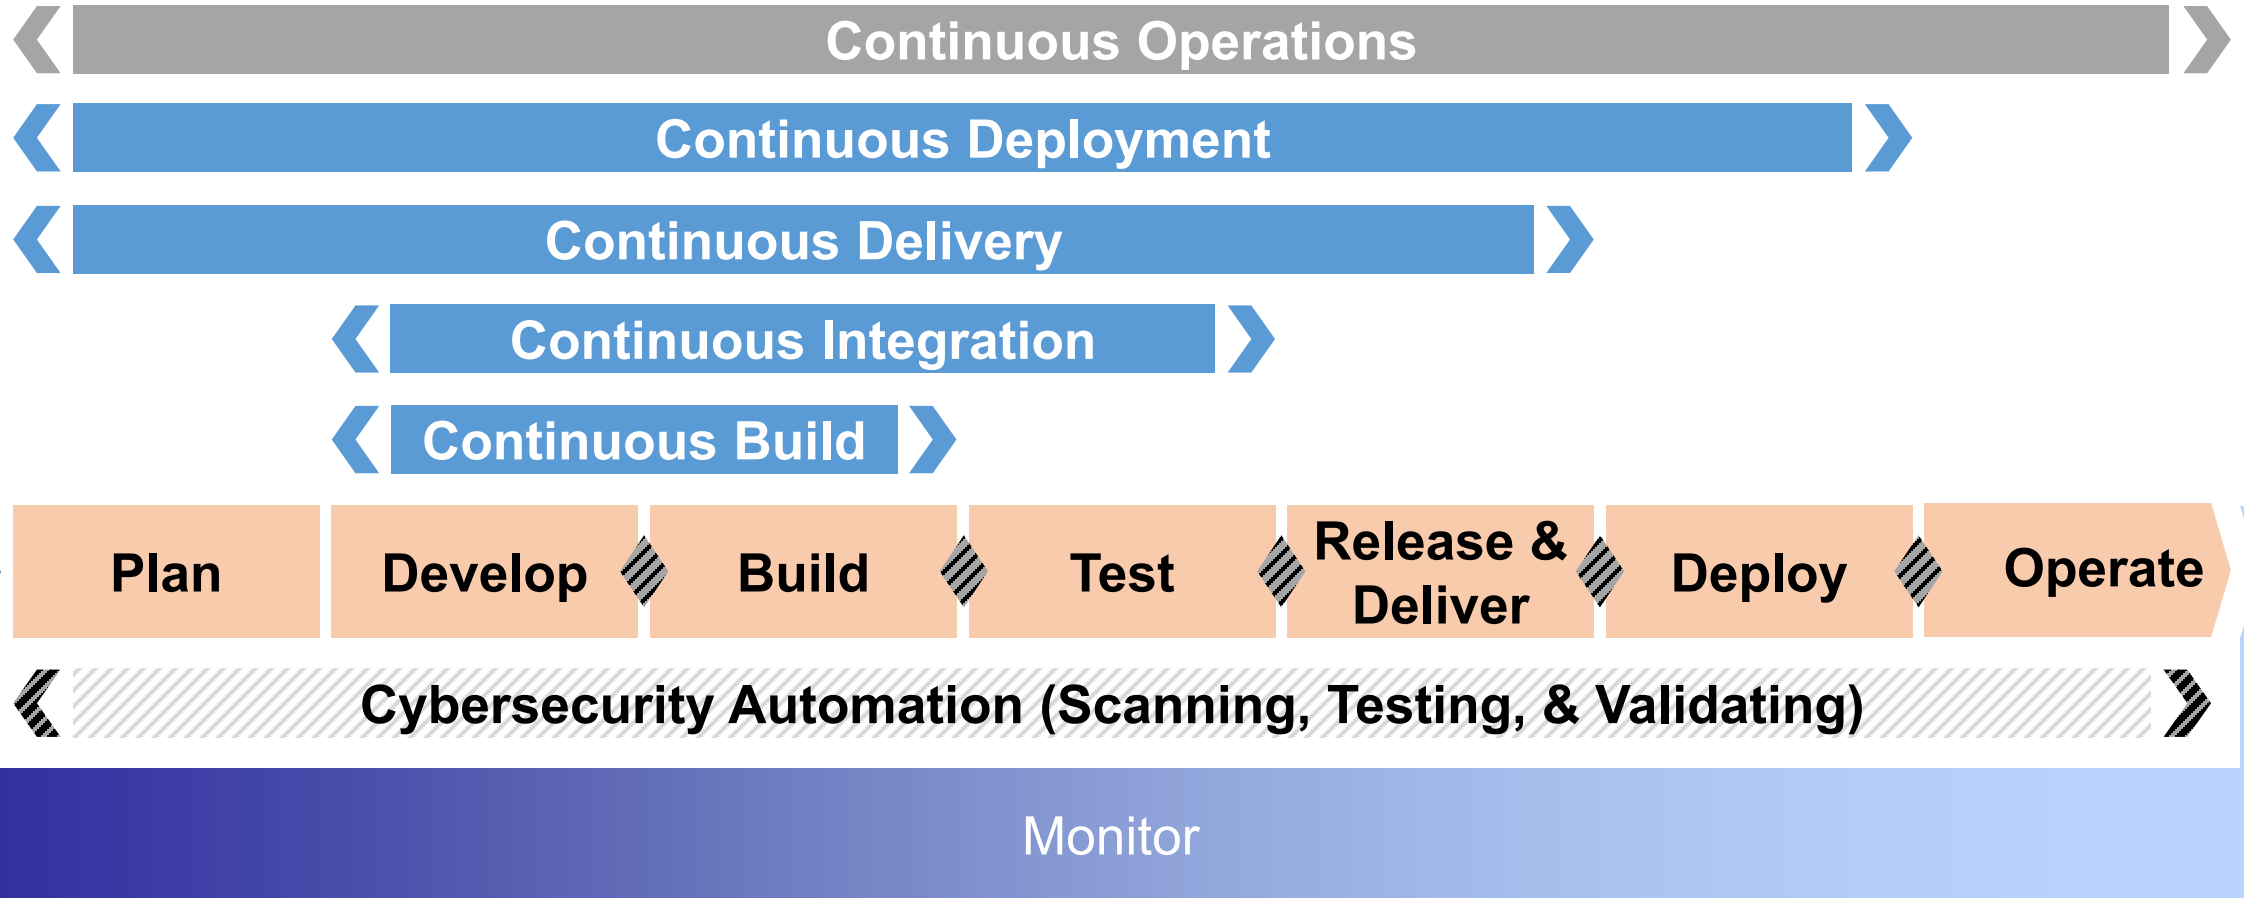 Continuous Operations
Continuous Deployment
Continuous Delivery
Continuous Integration
Continuous Build
Plan
Develop
Build
Test
Release &
Deliver
Deploy
Operate
Cybersecurity Automation (Scanning, Testing, & Validating)
Monitor